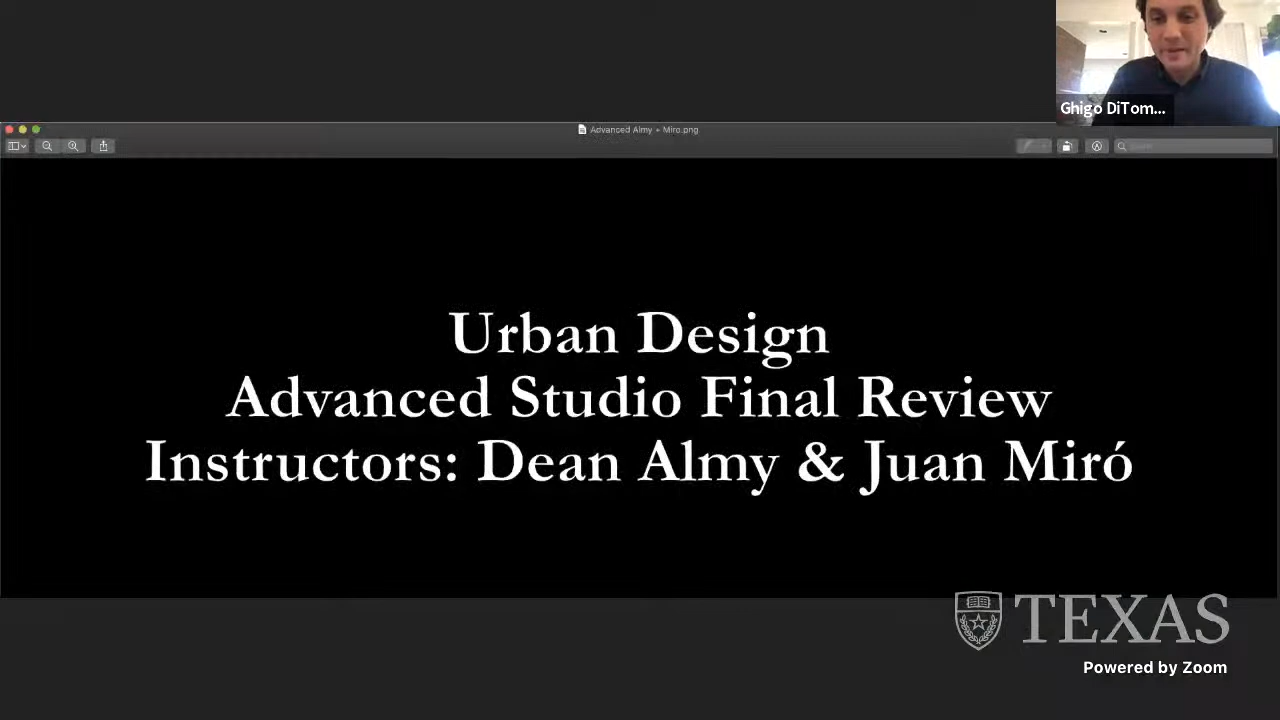 Ghigo DiTom...
Advanced Almy + Miro.png
Urban Design
Advanced Studio Final Review
Instructors: Dean Almy & Juan Miró
TEXAS
Powered by Zoom